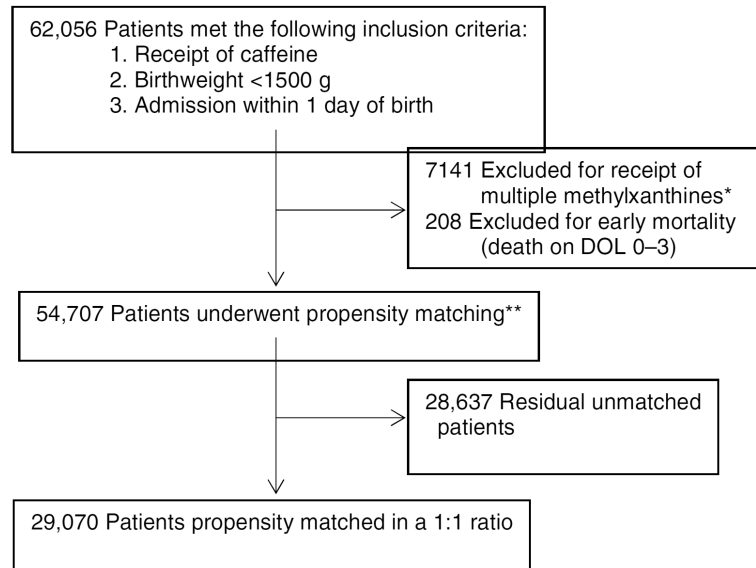 62,056 Patients met the following inclusion criteria:
1. Receipt of caffeine
2. Birthweight <1500 g
3. Admission within 1 day of birth
7141 Excluded for receipt of
multiple methylxanthines*
208 Excluded for early mortality
(death on DOL 0–3)
54,707 Patients underwent propensity matching**
28,637 Residual unmatched
patients
29,070 Patients propensity matched in a 1:1 ratio